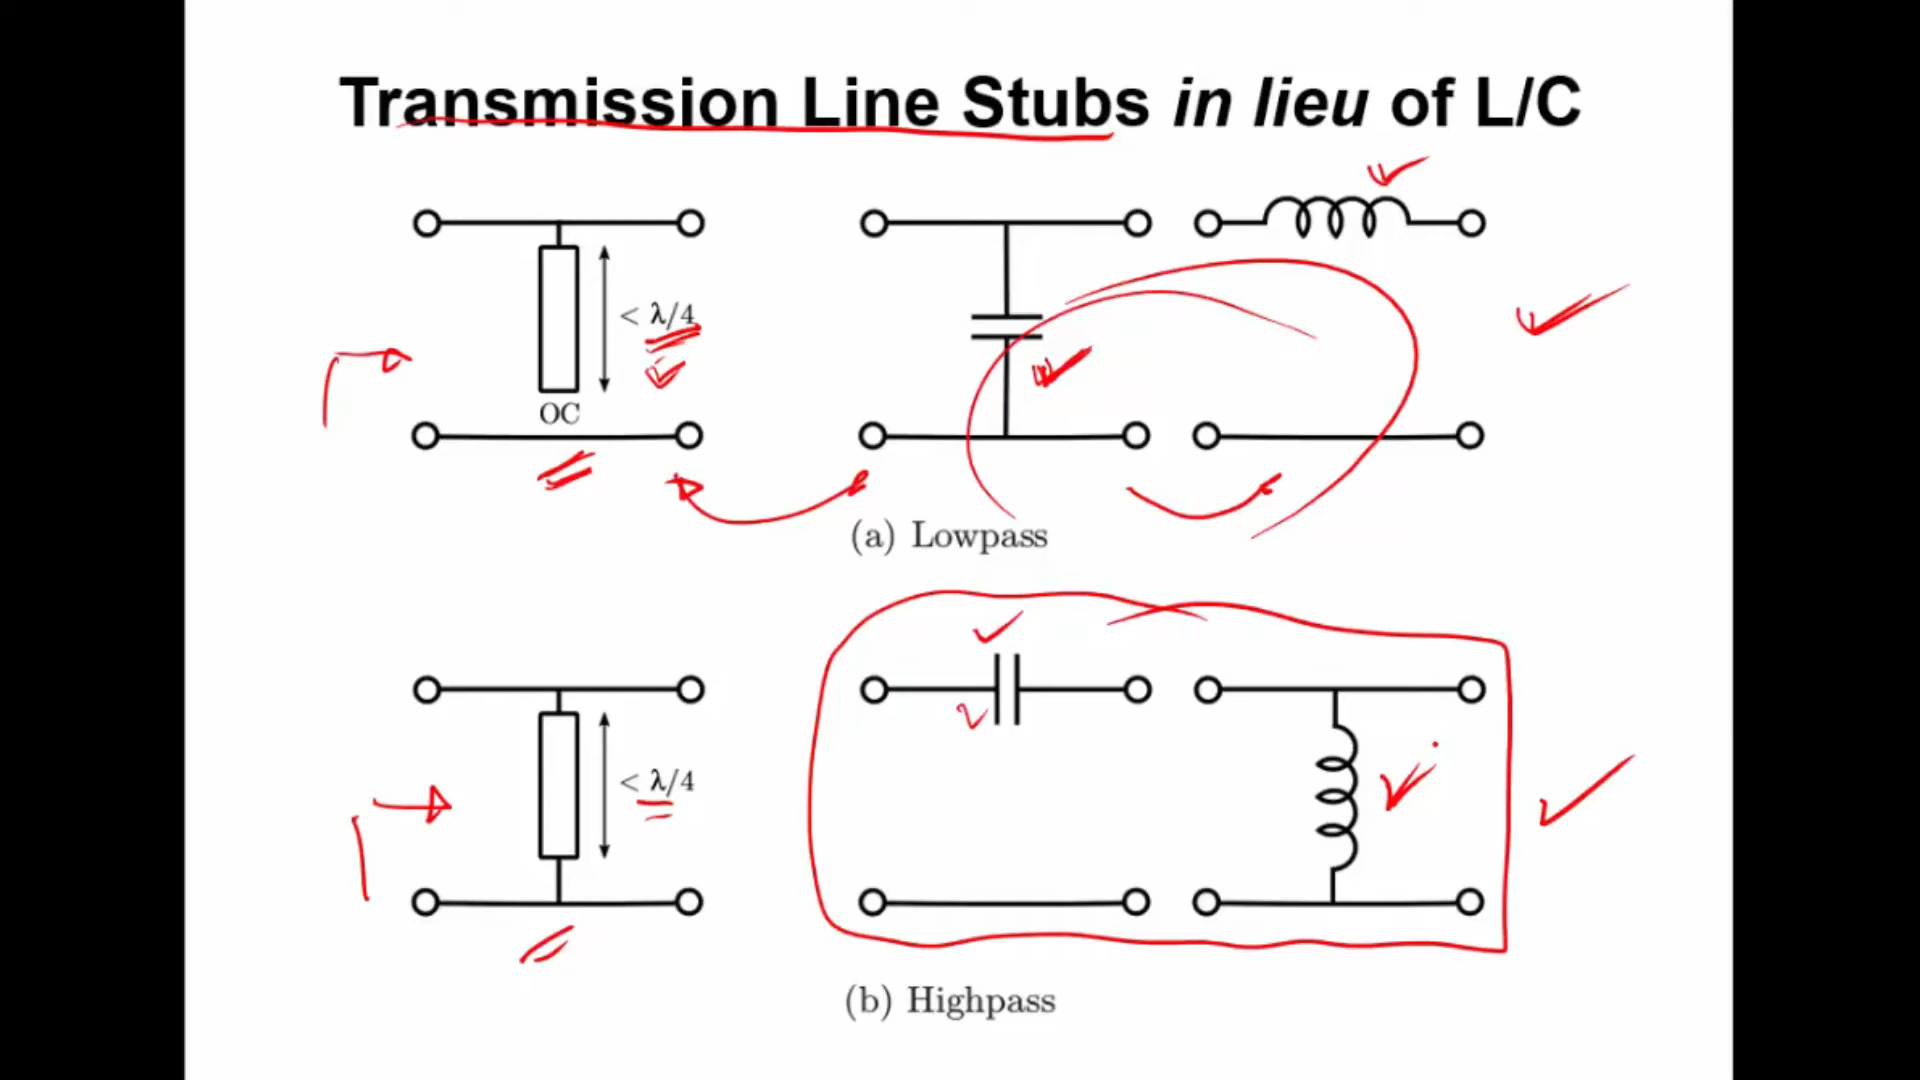 Transmission Line Stubs in lieu of L/C
< λ/4
OC
(a) Lowpass
< λ/4
(b) Highpass